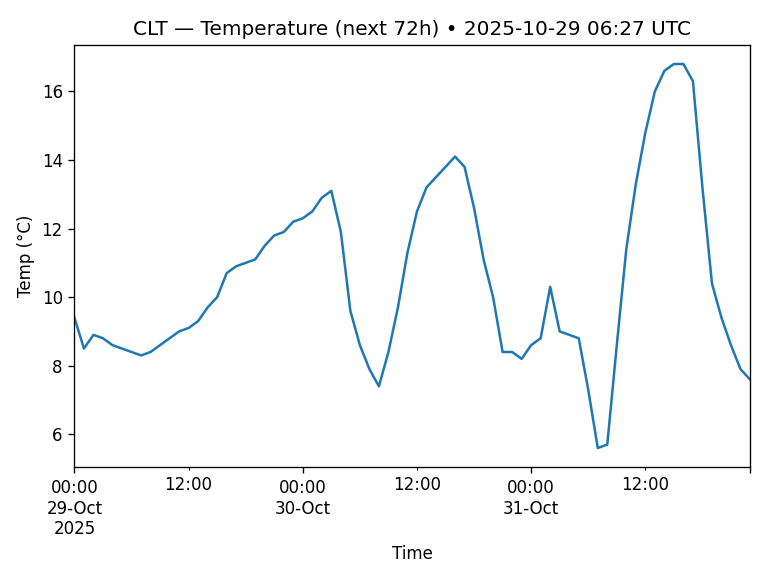 CLT — Temperature (next 72h) • 2025-10-29 06:27 UTC
16
14
12
10
8
6
Temp (°C)
00:00 12:00 00:00 12:00 00:00 12:00
29-Oct 30-Oct 31-Oct
2025
Time